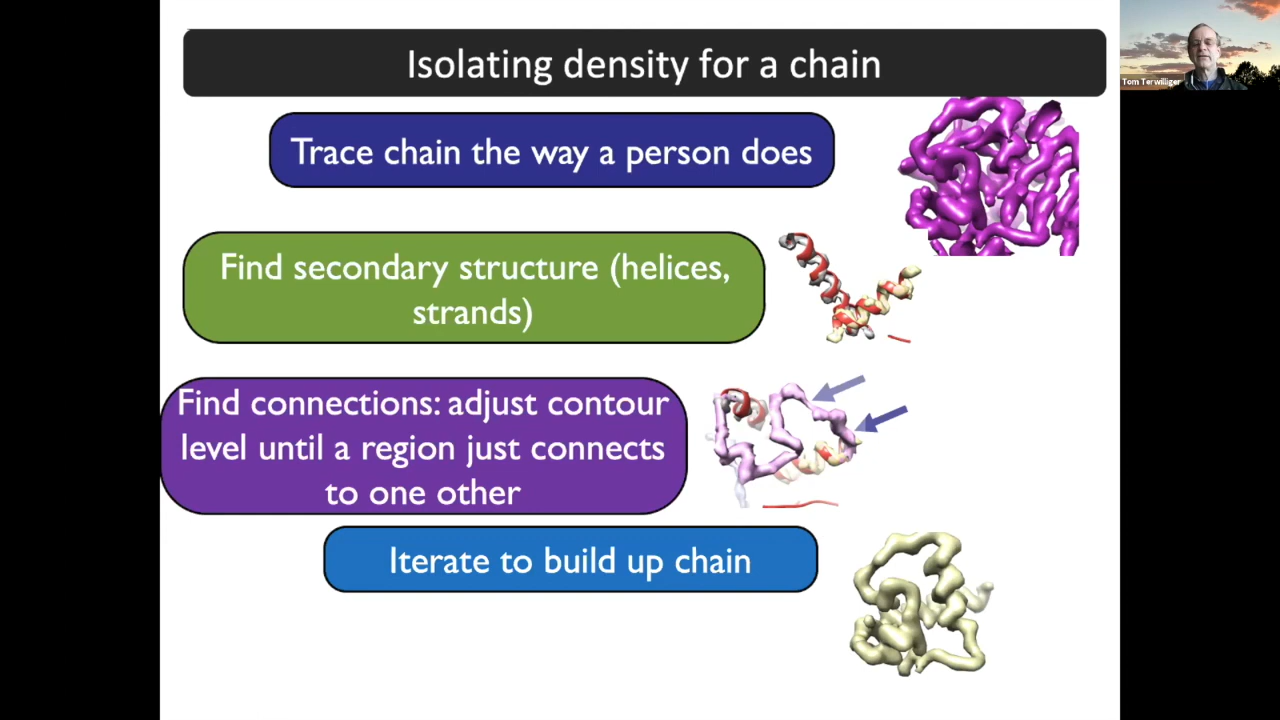 Isolating density for a chain
Tom Terwilliger
Trace chain the way a person does
Find secondary structure (helices,
strands)
Find connections: adjust contour
level until a region just connects
to one other
Iterate to build up chain